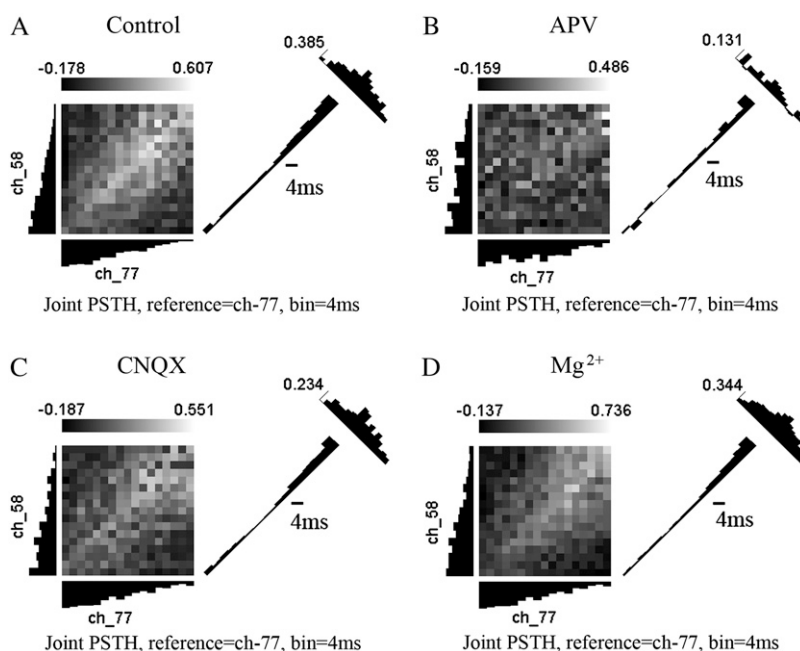 A Control
0.385
-0.178 0.607
ch_58
4ms
ch_77
Joint PSTH, reference=ch-77, bin=4ms
B APV
0.131
-0.159 0.486
ch_58
4ms
ch_77
Joint PSTH, reference=ch-77, bin=4ms
C CNQX
0.234
-0.187 0.551
ch_58
4ms
ch_77
Joint PSTH, reference=ch-77, bin=4ms
D Mg²⁺
0.344
-0.137 0.736
ch_58
4ms
ch_77
Joint PSTH, reference=ch-77, bin=4ms